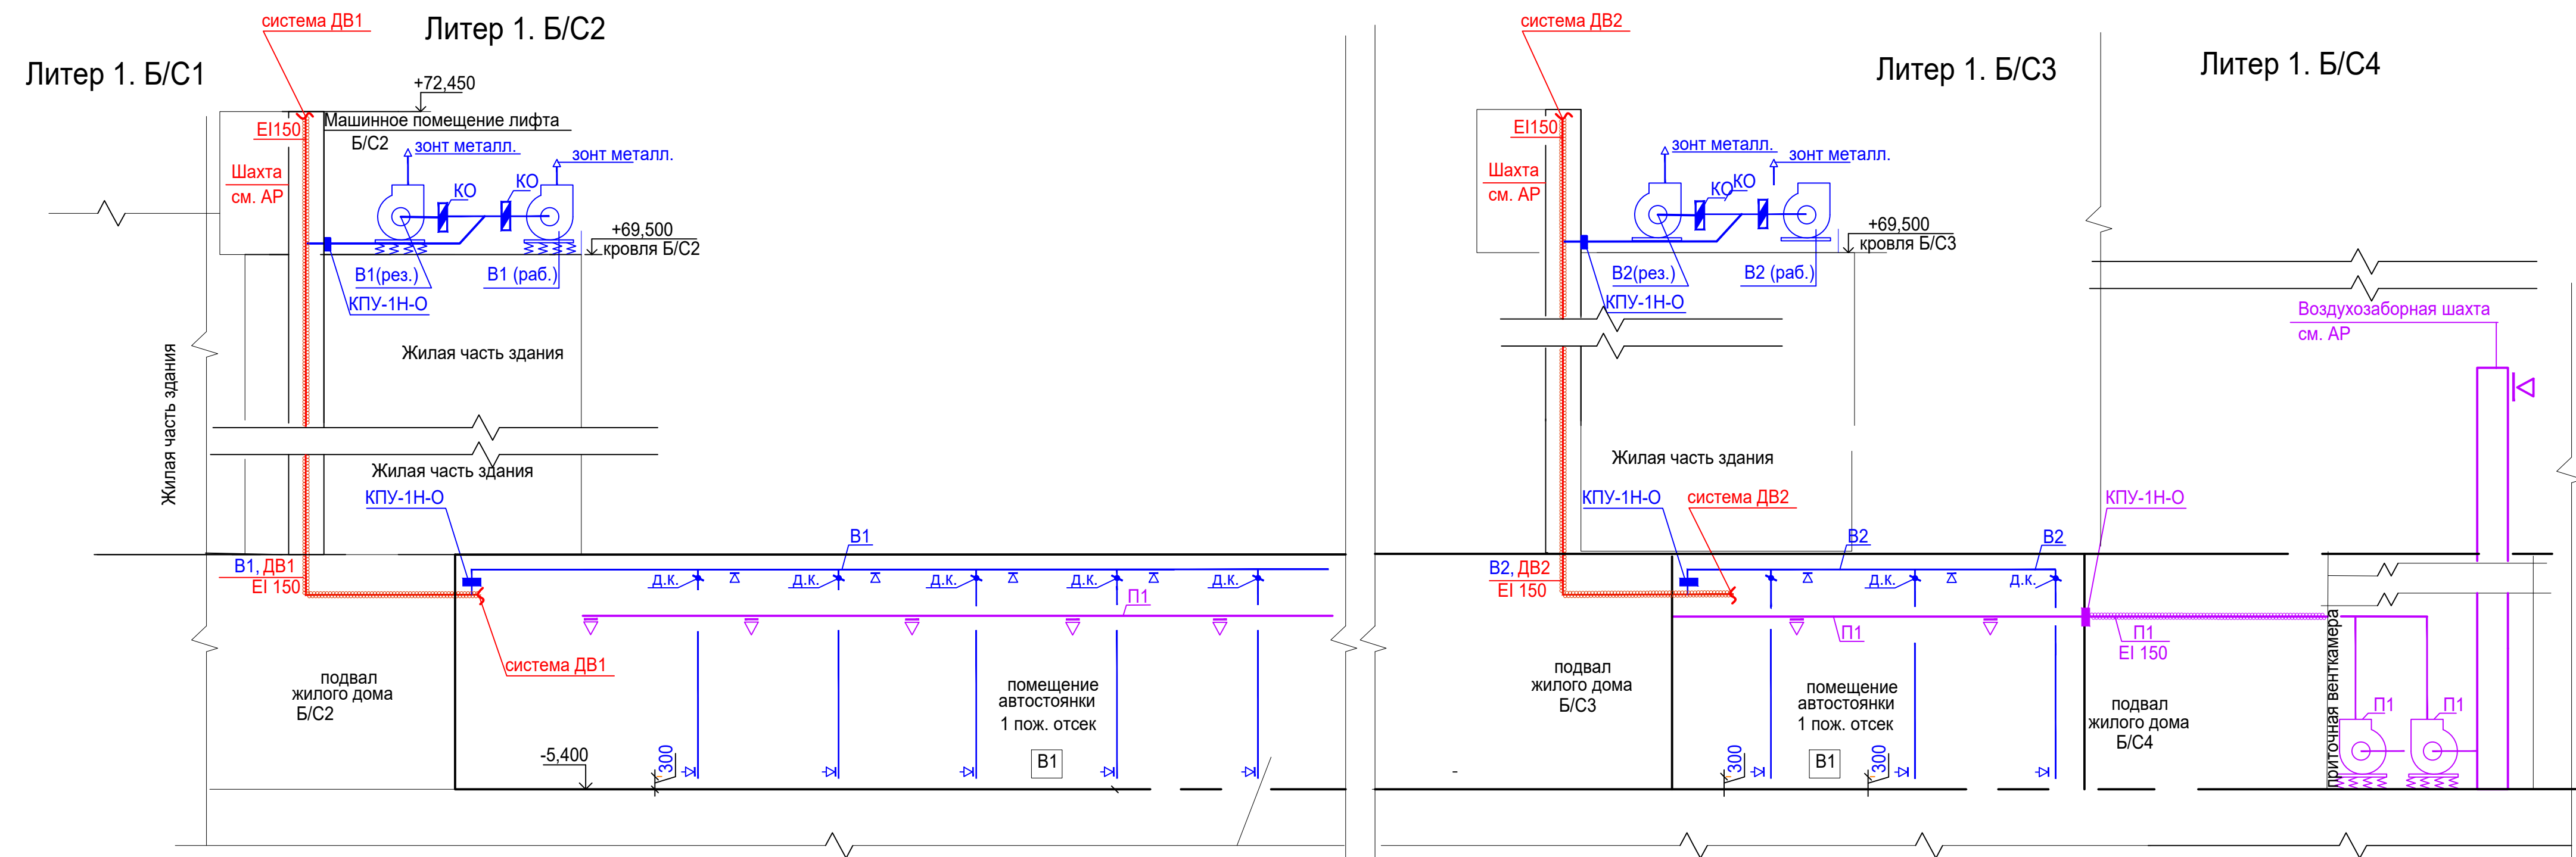 система ДВ1
Литер 1. Б/С2
Литер 1. Б/С1
+72,450
EI150
Машинное помещение лифта
Б/С2
зонт металл.
зонт металл.
Шахта
см. АР
КО
КО
+69,500
кровля Б/С2
В1(рез.)
В1 (раб.)
КПУ-1Н-О
Жилая часть здания
Жилая часть здания
Жилая часть здания
КПУ-1Н-О
В1
В1, ДВ1
EI 150
д.к.
д.к.
д.к.
д.к.
д.к.
П1
система ДВ1
подвал
жилого дома
Б/С2
помещение
автостоянки
1 пож. отсек
В1
-5,400
300
система ДВ2
Литер 1. Б/С3
Литер 1. Б/С4
EI150
зонт металл.
зонт металл.
Шахта
см. АР
КО
КО
+69,500
кровля Б/С3
В2(рез.)
В2 (раб.)
КПУ-1Н-О
Воздухозаборная шахта
см. АР
Жилая часть здания
КПУ-1Н-О
система ДВ2
КПУ-1Н-О
В2
В2
В2, ДВ2
EI 150
д.к.
д.к.
П1
П1
EI 150
подвал
жилого дома
Б/С3
помещение
автостоянки
1 пож. отсек
В1
300
300
-
подвал
жилого дома
Б/С4
приточная венткамера
П1
П1